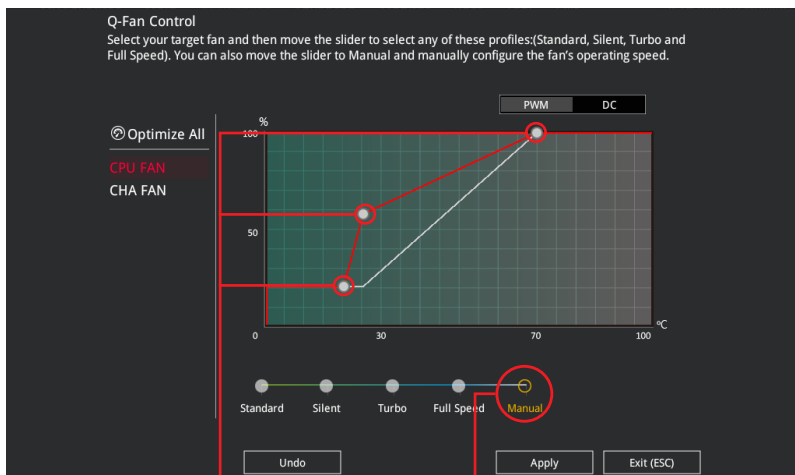 Q-Fan Control
Select your target fan and then move the slider to select any of these profiles:(Standard, Silent, Turbo and
Full Speed). You can also move the slider to Manual and manually configure the fan's operating speed.
PWM DC
Optimize All
CPU FAN
CHA FAN
%
100
50
0 30 70 100 ºC
Standard Silent Turbo Full Speed Manual
Undo Apply Exit (ESC)